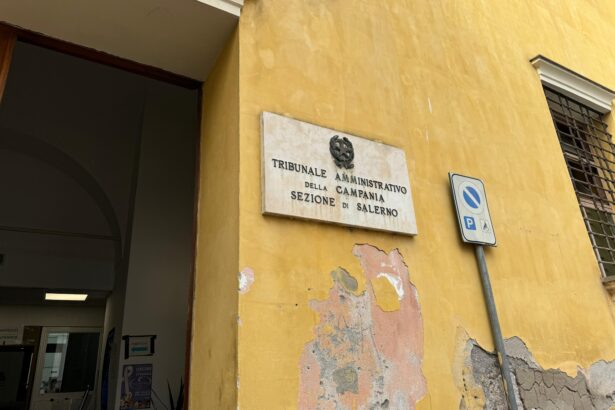 TRIBUNALE AMMINISTRATIVO
DELLA CAMPANIA
SEZIONE DI SALERNO
P